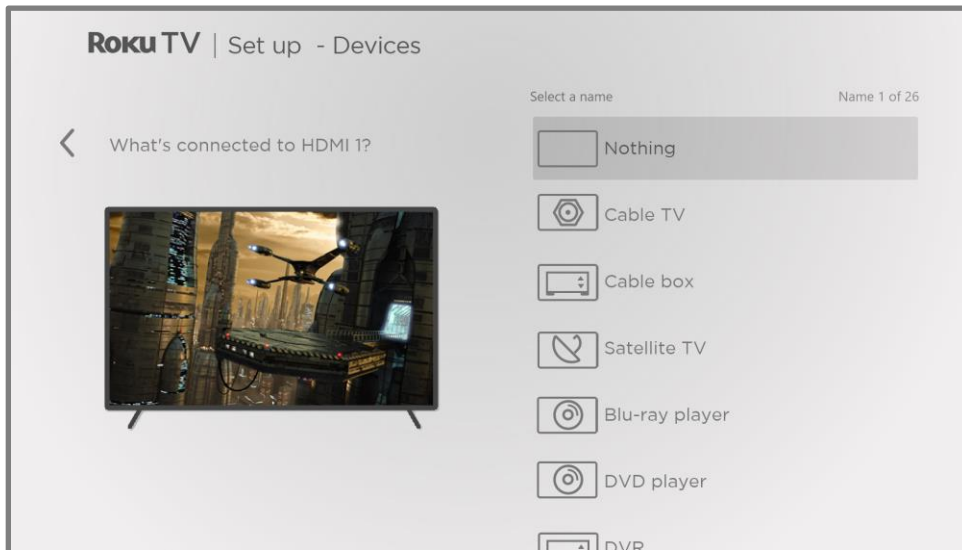 Roku TV | Set up - Devices
Select a name
Name 1 of 26
What's connected to HDMI 1?
Nothing
Cable TV
Cable box
Satellite TV
Blu-ray player
DVD player
DVR